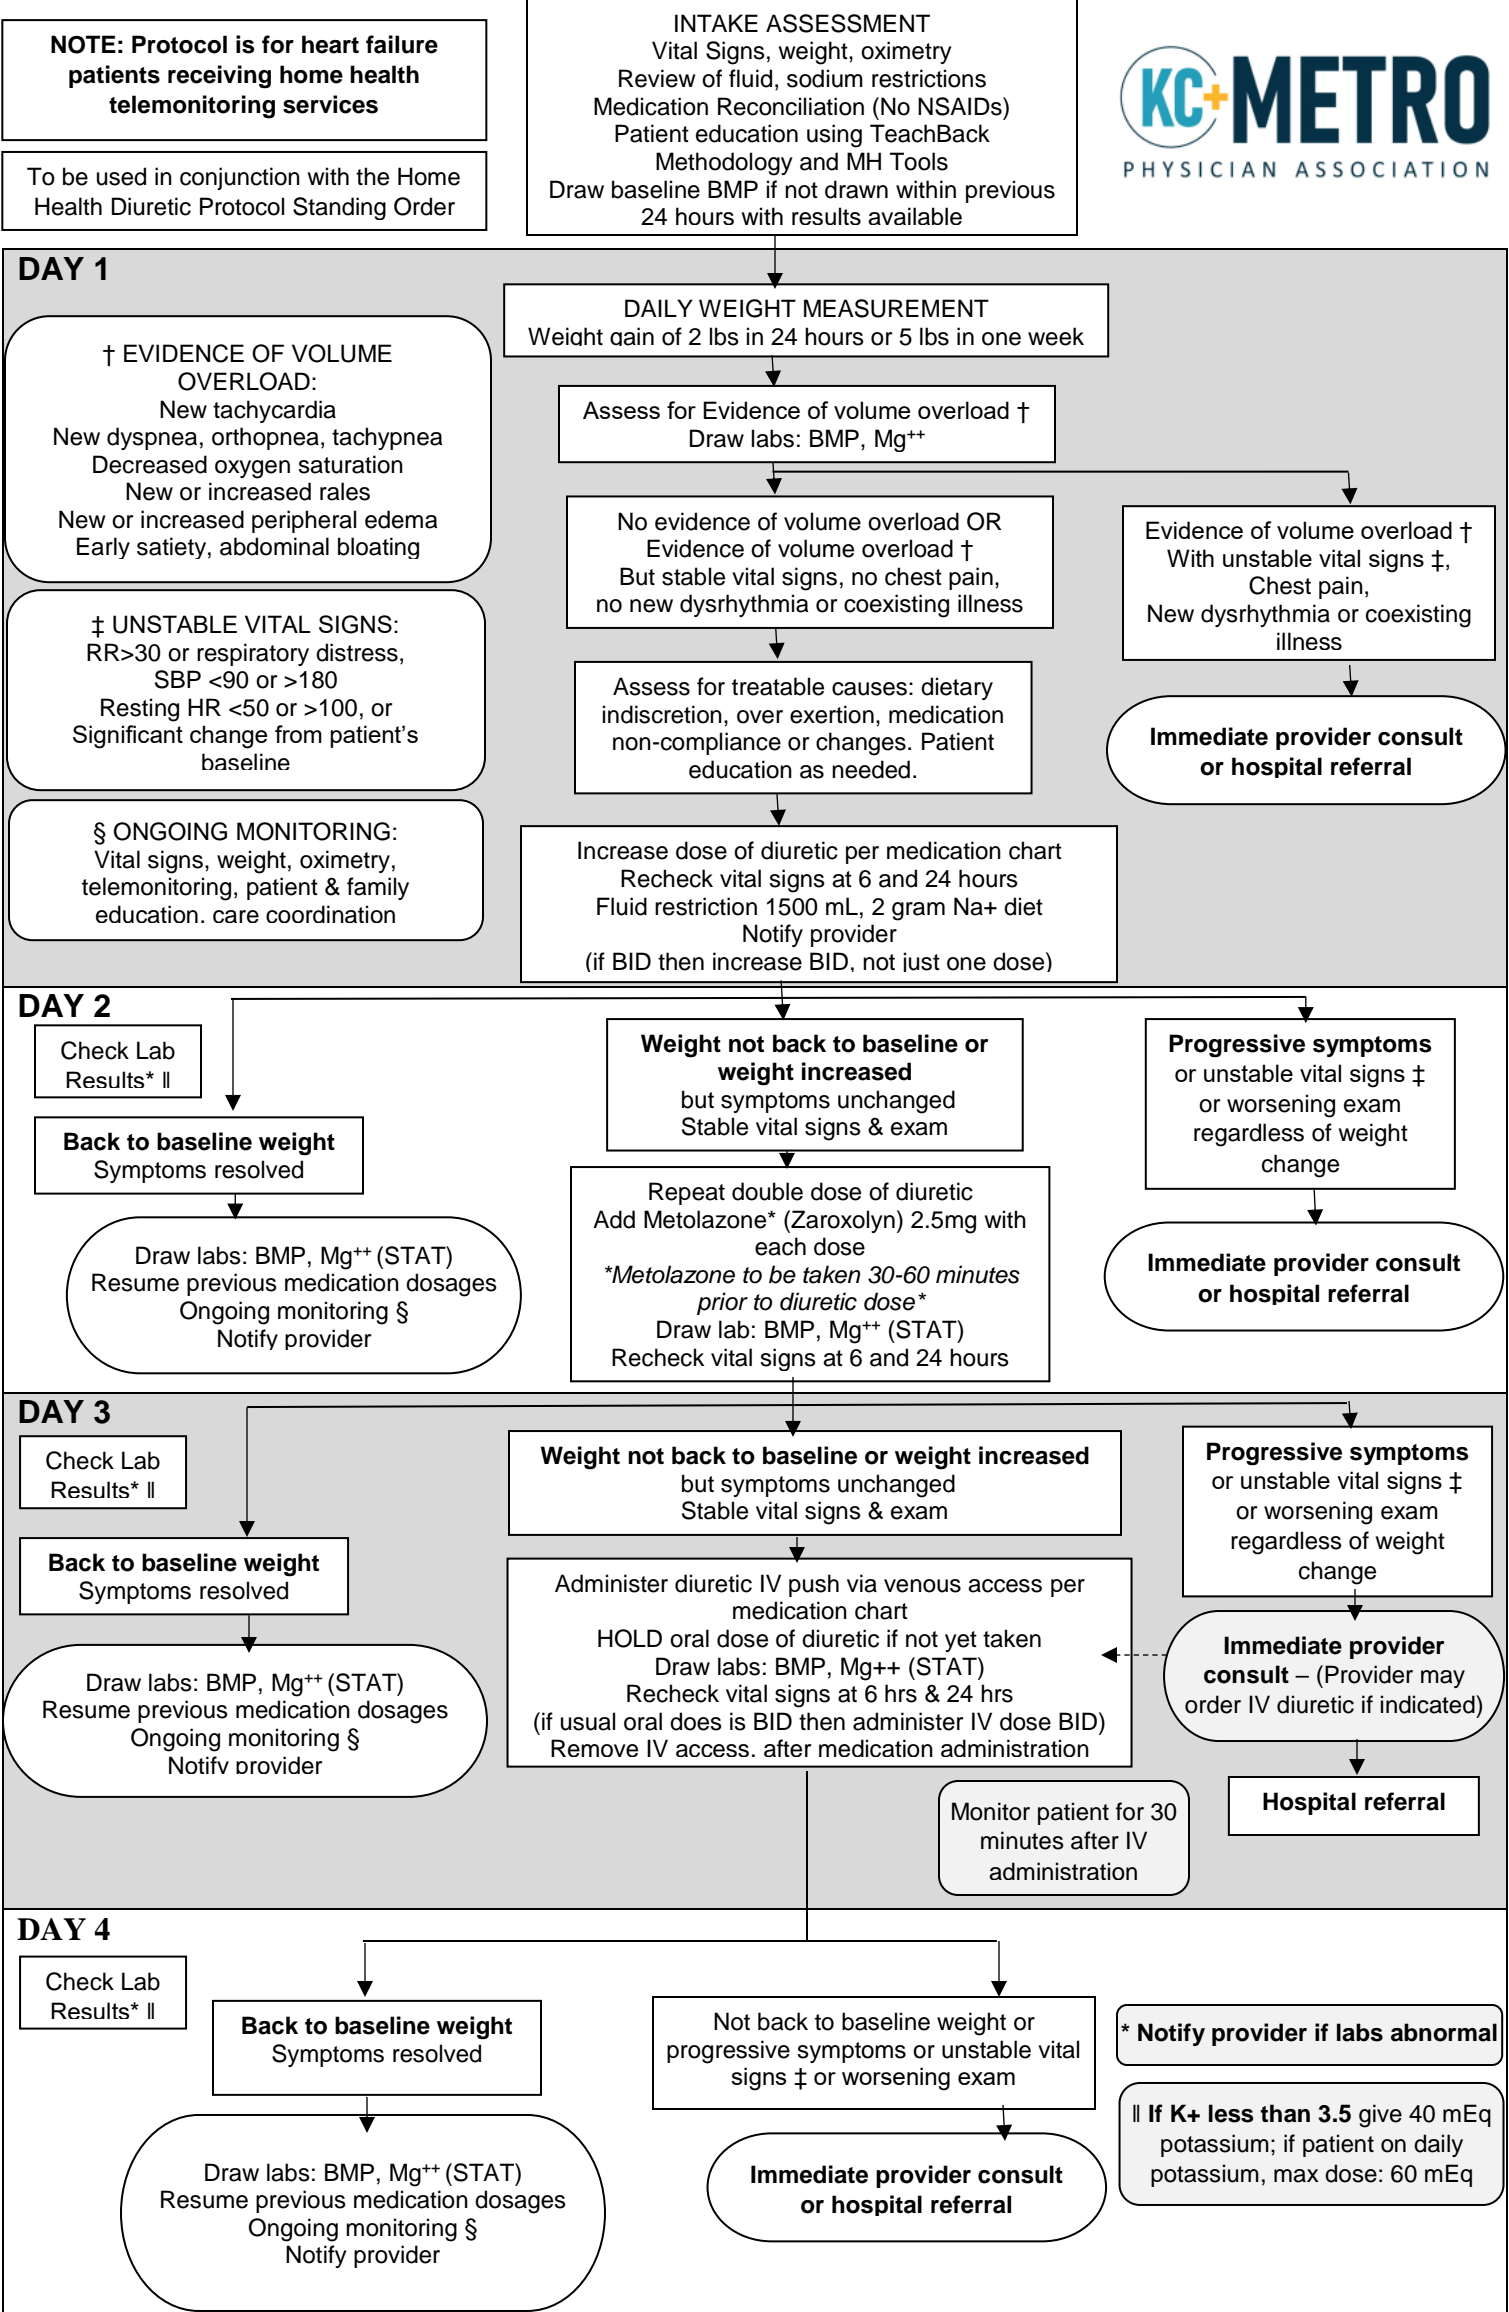 NOTE: Protocol is for heart failure
patients receiving home health
telemonitoring services
To be used in conjunction with the Home
Health Diuretic Protocol Standing Order
INTAKE ASSESSMENT
Vital Signs, weight, oximetry
Review of fluid, sodium restrictions
Medication Reconciliation (No NSAIDs)
Patient education using TeachBack
Methodology and MH Tools
Draw baseline BMP if not drawn within previous
24 hours with results available
KC+METRO
PHYSICIAN ASSOCIATION
DAY 1
DAILY WEIGHT MEASUREMENT
Weight gain of 2 lbs in 24 hours or 5 lbs in one week
† EVIDENCE OF VOLUME
OVERLOAD:
New tachycardia
New dyspnea, orthopnea, tachypnea
Decreased oxygen saturation
New or increased rales
New or increased peripheral edema
Early satiety, abdominal bloating
Assess for Evidence of volume overload †
Draw labs: BMP, Mg⁺⁺
No evidence of volume overload OR
Evidence of volume overload †
But stable vital signs, no chest pain,
no new dysrhythmia or coexisting illness
Evidence of volume overload †
With unstable vital signs ‡,
Chest pain,
New dysrhythmia or coexisting
illness
‡ UNSTABLE VITAL SIGNS:
RR>30 or respiratory distress,
SBP <90 or >180
Resting HR <50 or >100, or
Significant change from patient's
baseline
Assess for treatable causes: dietary
indiscretion, over exertion, medication
non-compliance or changes. Patient
education as needed.
Immediate provider consult
or hospital referral
§ ONGOING MONITORING:
Vital signs, weight, oximetry,
telemonitoring, patient & family
education. care coordination
Increase dose of diuretic per medication chart
Recheck vital signs at 6 and 24 hours
Fluid restriction 1500 mL, 2 gram Na+ diet
Notify provider
(if BID then increase BID, not just one dose)
DAY 2
Check Lab
Results* ǁ
Back to baseline weight
Symptoms resolved
Draw labs: BMP, Mg⁺⁺ (STAT)
Resume previous medication dosages
Ongoing monitoring §
Notify provider
Weight not back to baseline or
weight increased
but symptoms unchanged
Stable vital signs & exam
Repeat double dose of diuretic
Add Metolazone* (Zaroxolyn) 2.5mg with
each dose
*Metolazone to be taken 30-60 minutes
prior to diuretic dose*
Draw lab: BMP, Mg⁺⁺ (STAT)
Recheck vital signs at 6 and 24 hours
Progressive symptoms
or unstable vital signs ‡
or worsening exam
regardless of weight
change
Immediate provider consult
or hospital referral
DAY 3
Check Lab
Results* ǁ
Back to baseline weight
Symptoms resolved
Draw labs: BMP, Mg⁺⁺ (STAT)
Resume previous medication dosages
Ongoing monitoring §
Notify provider
Weight not back to baseline or weight increased
but symptoms unchanged
Stable vital signs & exam
Administer diuretic IV push via venous access per
medication chart
HOLD oral dose of diuretic if not yet taken
Draw labs: BMP, Mg++ (STAT)
Recheck vital signs at 6 hrs & 24 hrs
(if usual oral does is BID then administer IV dose BID)
Remove IV access. after medication administration
Progressive symptoms
or unstable vital signs ‡
or worsening exam
regardless of weight
change
Immediate provider
consult – (Provider may
order IV diuretic if indicated)
Hospital referral
Monitor patient for 30
minutes after IV
administration
DAY 4
Check Lab
Results* ǁ
Back to baseline weight
Symptoms resolved
Draw labs: BMP, Mg⁺⁺ (STAT)
Resume previous medication dosages
Ongoing monitoring §
Notify provider
Not back to baseline weight or
progressive symptoms or unstable vital
signs ‡ or worsening exam
Immediate provider consult
or hospital referral
* Notify provider if labs abnormal
ǁ If K+ less than 3.5 give 40 mEq
potassium; if patient on daily
potassium, max dose: 60 mEq